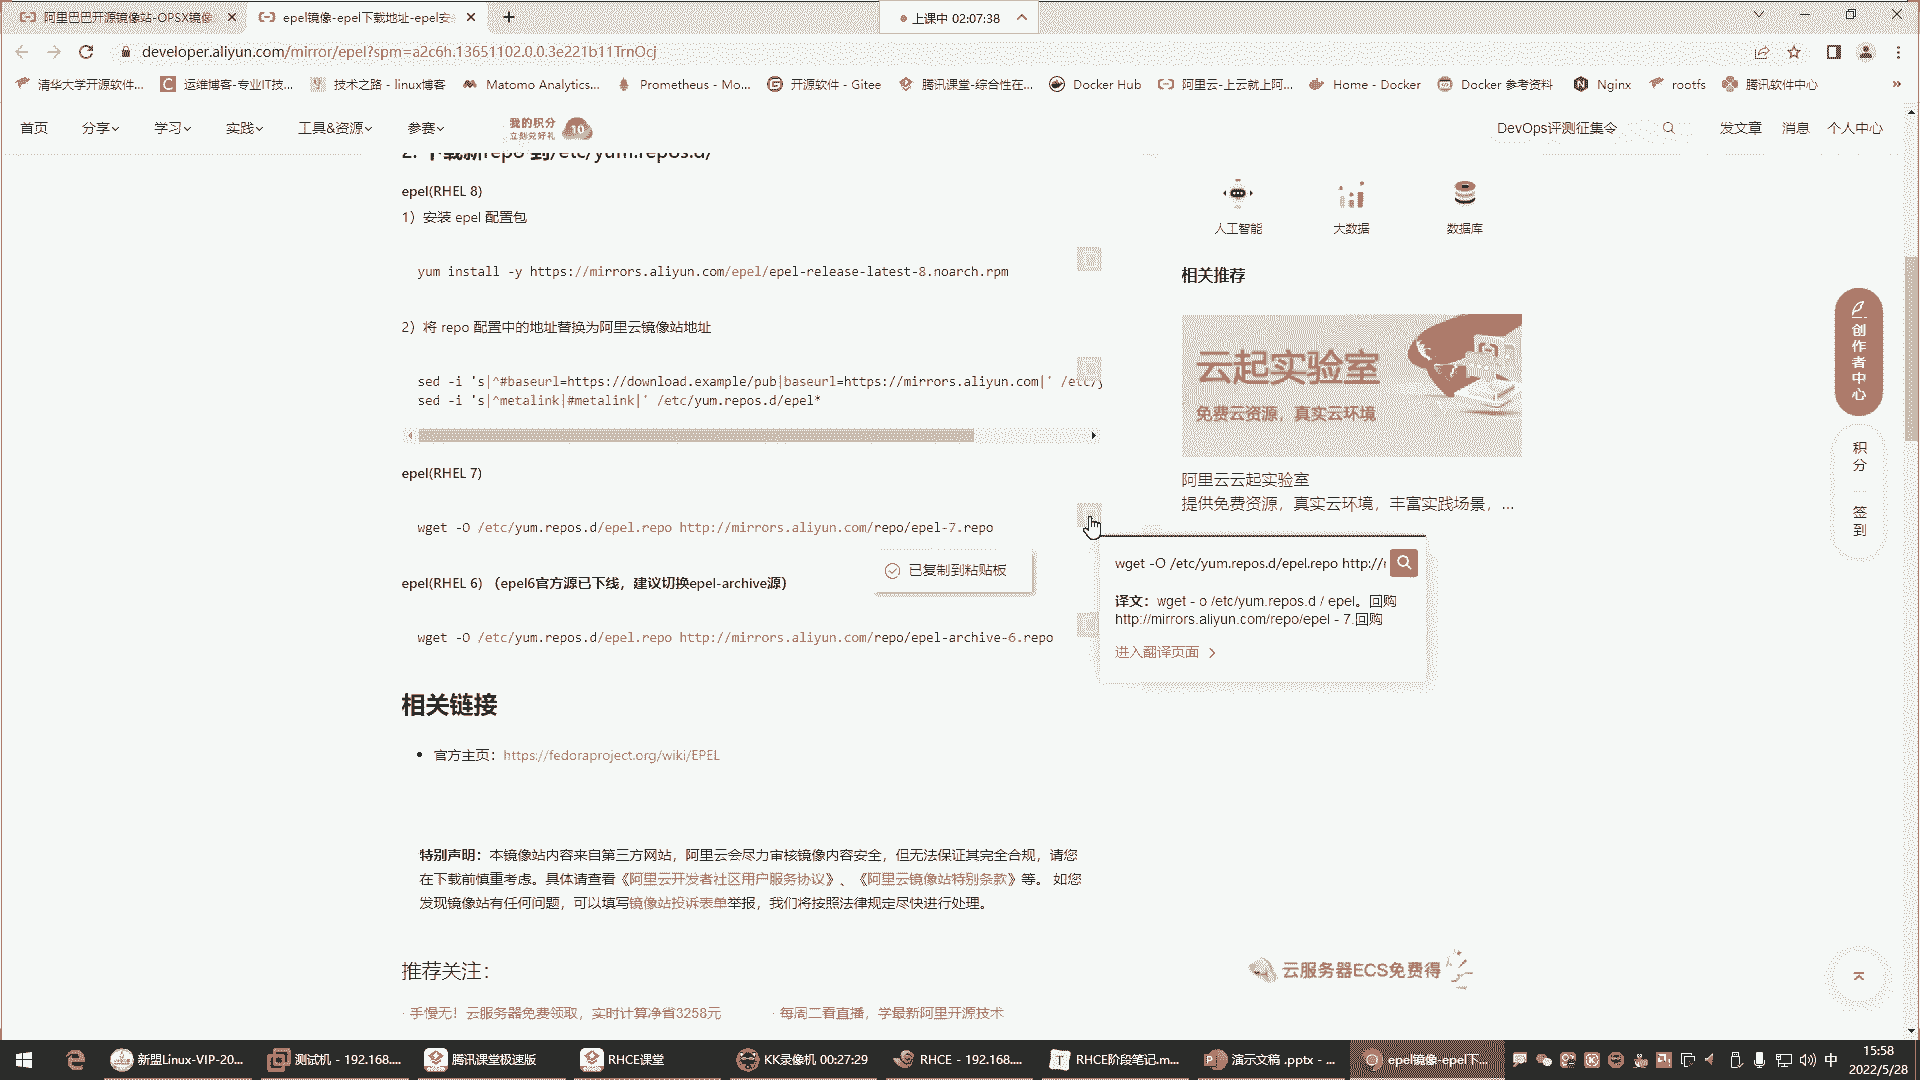 阿里巴巴开源镜像站-OPSX镜像
epel镜像-epel下载地址-epel安
上课中 02:07:38
developer.aliyun.com/mirror/epel?spm=a2c6h.13651102.0.0.3e221b11TrnOcj
清华大学开源软件...
运维博客-专业IT技...
技术之路 - linux博客
Matomo Analytics...
Prometheus - Mo...
开源软件 - Gitee
腾讯课堂-综合性在...
Docker Hub
阿里云-上云就上阿...
Home - Docker
Docker 参考资料
Nginx
rootfs
腾讯软件中心
首页
分享
学习
实践
工具&资源
参赛
我的积分
立刻兑好礼
10
DevOps评测征集令
发文章
消息
个人中心
2. 下载新repo 到/etc/yum.repos.d/
epel(RHEL 8)
1）安装 epel 配置包
yum install -y https://mirrors.aliyun.com/epel/epel-release-latest-8.noarch.rpm
2）将 repo 配置中的地址替换为阿里云镜像站地址
sed -i 's|^#baseurl=https://download.example/pub|baseurl=https://mirrors.aliyun.com|' /etc/y
sed -i 's|^metalink|#metalink|' /etc/yum.repos.d/epel*
epel(RHEL 7)
wget -O /etc/yum.repos.d/epel.repo http://mirrors.aliyun.com/repo/epel-7.repo
已复制到粘贴板
epel(RHEL 6) （epel6官方源已下线，建议切换epel-archive源）
wget -O /etc/yum.repos.d/epel.repo http://mirrors.aliyun.com/repo/epel-archive-6.repo
相关链接
官方主页：https://fedoraproject.org/wiki/EPEL
特别声明：本镜像站内容来自第三方网站，阿里云会尽力审核镜像内容安全，但无法保证其完全合规，请您
在下载前慎重考虑。具体请查看《阿里云开发者社区用户服务协议》、《阿里云镜像站特别条款》等。 如您
发现镜像站有任何问题，可以填写镜像站投诉表单举报，我们将按照法律规定尽快进行处理。
推荐关注：
· 手慢无！云服务器免费领取，实时计算净省3258元
· 每周二看直播，学最新阿里开源技术
人工智能
大数据
数据库
相关推荐
云起实验室
免费云资源，真实云环境
阿里云云起实验室
提供免费资源，真实云环境，丰富实践场景，...
wget -O /etc/yum.repos.d/epel.repo http://
译文：wget - o /etc/yum.repos.d / epel。回购
http://mirrors.aliyun.com/repo/epel - 7.回购
进入翻译页面
云服务器ECS免费得
创作者中心
积分
签到
新盟Linux-VIP-20...
测试机 - 192.168....
腾讯课堂极速版
RHCE课堂
KK录像机 00:27:29
RHCE - 192.168....
RHCE阶段笔记.m...
演示文稿 .pptx - ...
epel镜像-epel下...
中
15:58
2022/5/28